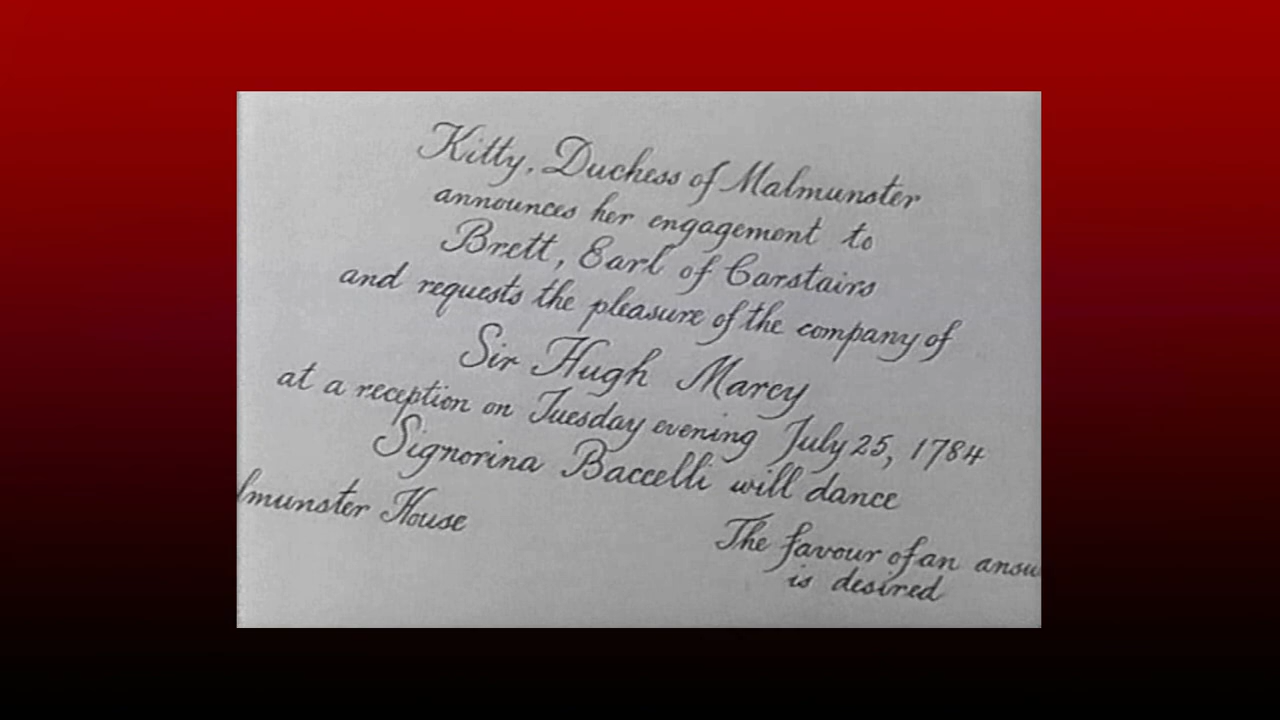 Kitty, Duchess of Malmunster
announces her engagement to
Brett, Earl of Carstairs
and requests the pleasure of the company of
Sir Hugh Marcy
at a reception on Tuesday evening July 25, 1784
Signorina Baccelli will dance
lmunster House
The favour of an answ
is desired